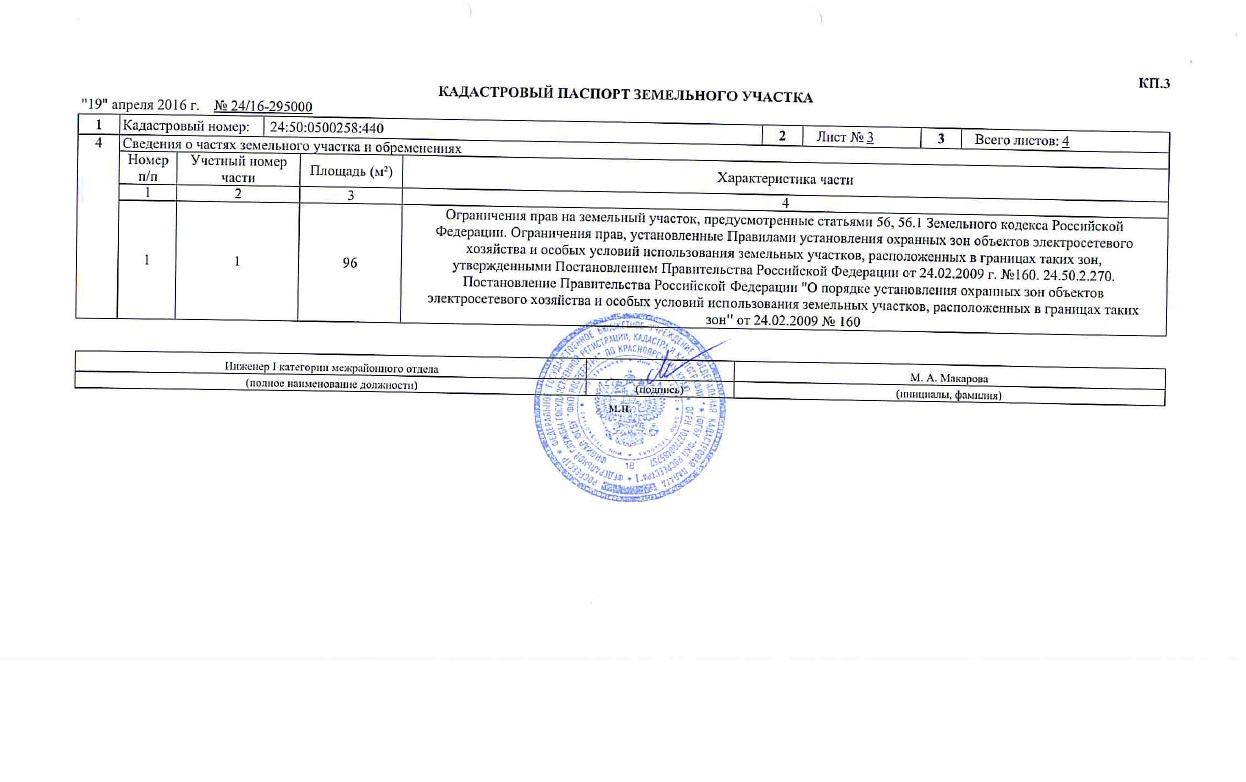 КП.3
КАДАСТРОВЫЙ ПАСПОРТ ЗЕМЕЛЬНОГО УЧАСТКА
"19" апреля 2016 г. № 24/16-295000
1 Кадастровый номер: 24:50:0500258:440 2 Лист № 3 3 Всего листов: 4
4 Сведения о частях земельного участка и обременениях
Номер п/п Учетный номер части Площадь (м²) Характеристика части
1 2 3 4
1 1 96
Ограничения прав на земельный участок, предусмотренные статьями 56, 56.1 Земельного кодекса Российской
Федерации. Ограничения прав, установленные Правилами установления охранных зон объектов электросетевого
хозяйства и особых условий использования земельных участков, расположенных в границах таких зон,
утвержденными Постановлением Правительства Российской Федерации от 24.02.2009 г. №160. 24.50.2.270.
Постановление Правительства Российской Федерации "О порядке установления охранных зон объектов
электросетевого хозяйства и особых условий использования земельных участков, расположенных в границах таких
зон" от 24.02.2009 № 160
Инженер I категории межрайонного отдела М. А. Макарова
(полное наименование должности) (подпись) (инициалы, фамилия)
М.П.